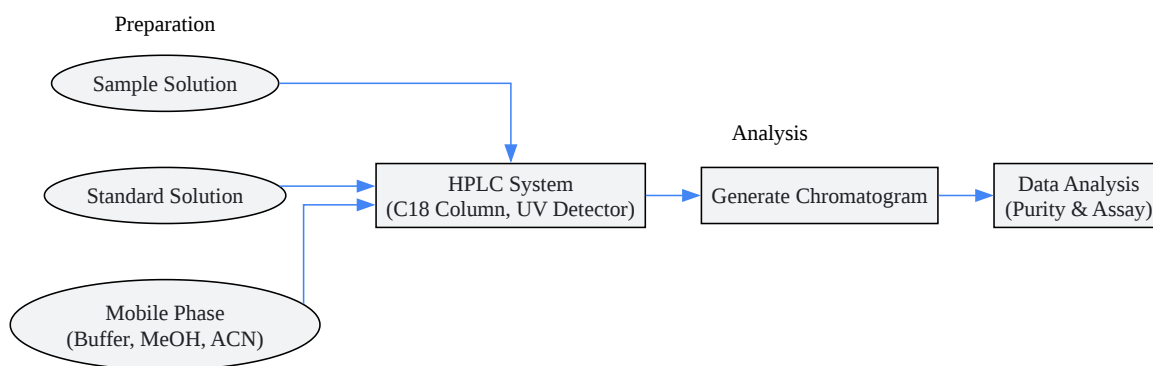 Preparation
Sample Solution
Analysis
Standard Solution
HPLC System
(C18 Column, UV Detector)
Generate Chromatogram
Data Analysis
(Purity & Assay)
Mobile Phase
(Buffer, MeOH, ACN)